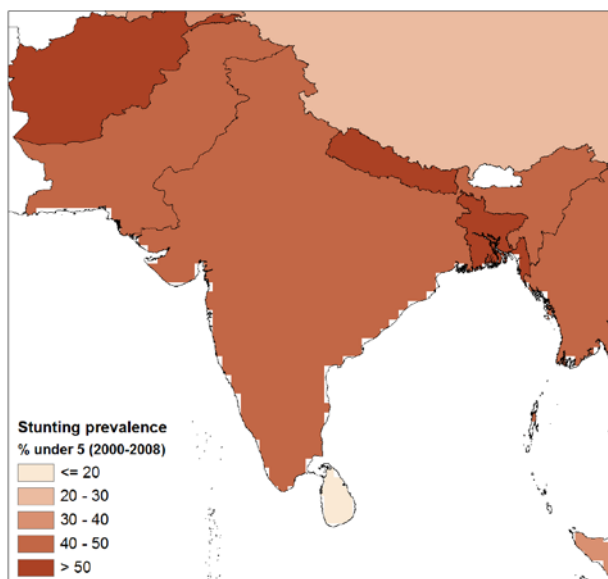 Stunting prevalence
% under 5 (2000-2008)
<= 20
20 - 30
30 - 40
40 - 50
> 50